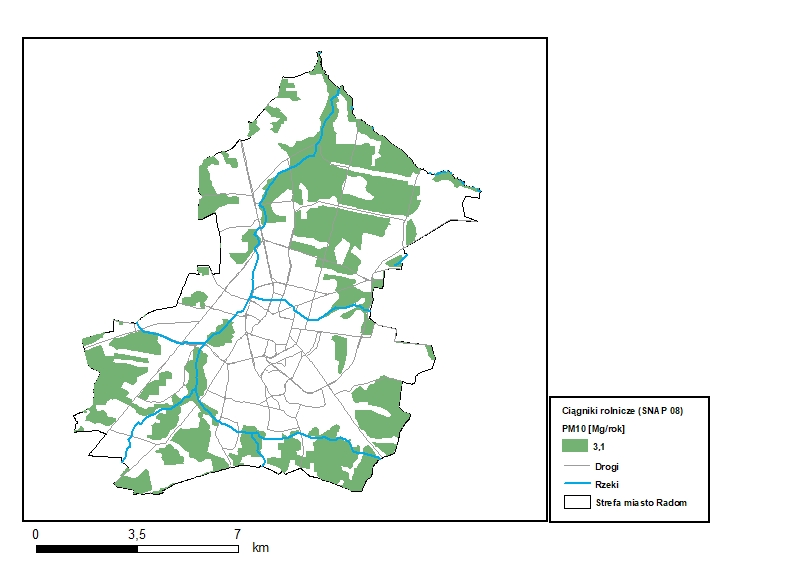 Ciągniki rolnicze (SNAP 08)
PM10 [Mg/rok]
3,1
Drogi
Rzeki
Strefa miasto Radom
0 3,5 7
km